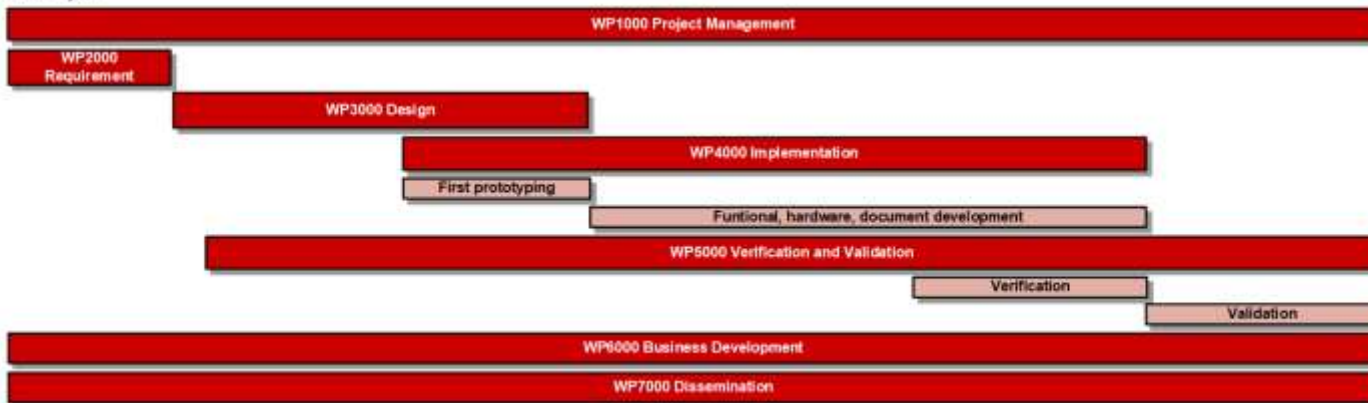 WP1000 Project Management
WP2000
Requirement
WP3000 Design
WP4000 Implementation
First prototyping
Funtional, hardware, document development
WP5000 Verification and Validation
Verification
Validation
WP6000 Business Development
WP7000 Dissemination